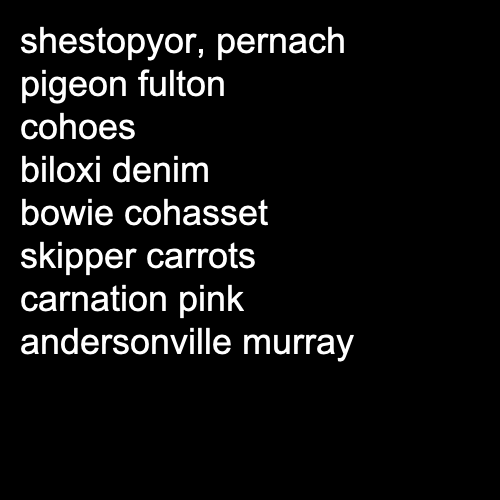 shestopyor, pernach
pigeon fulton
cohoes
biloxi denim
bowie cohasset
skipper carrots
carnation pink
andersonville murray